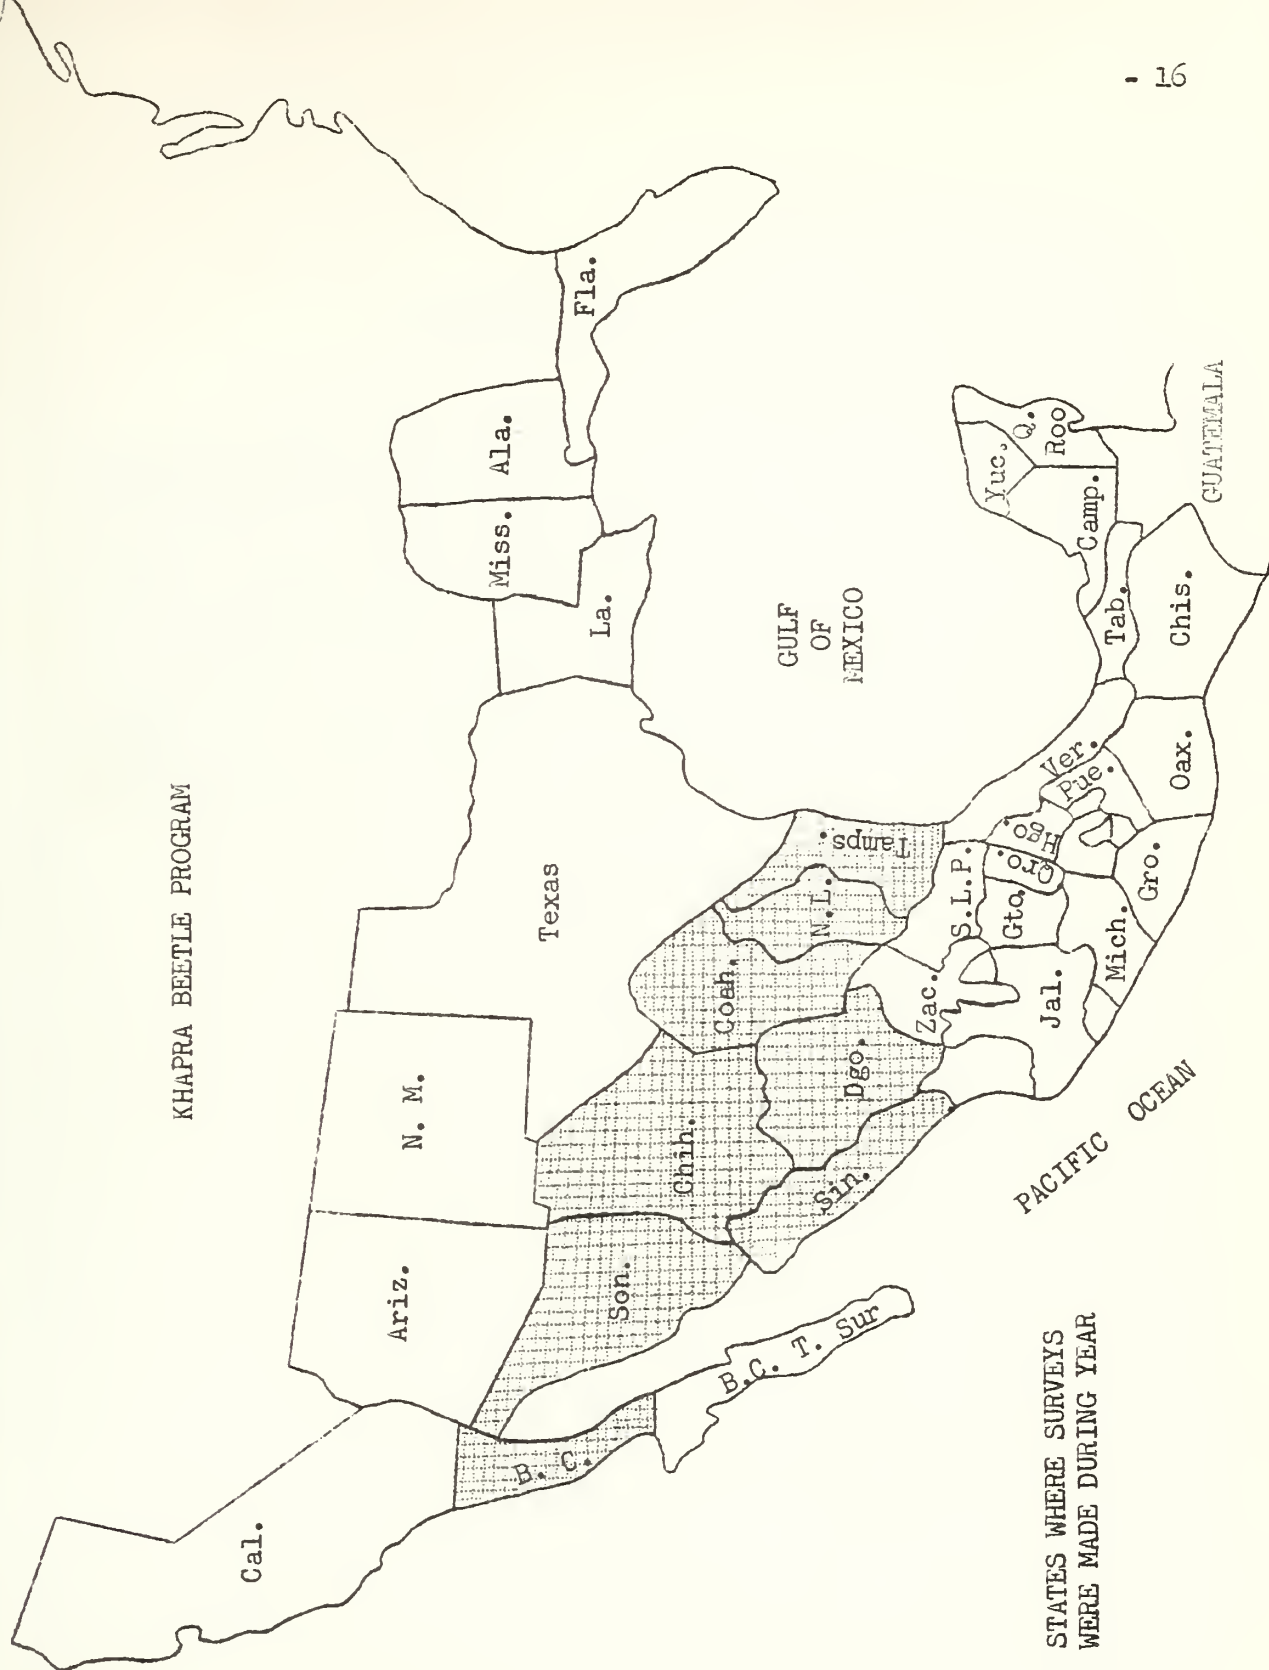 - 16
KHAPRA BEETLE PROGRAM
Cal.
Ariz.
N. M.
Texas
La.
Miss.
Ala.
Fla.
B. C.
B.C. T. Sur
Son.
Chih.
Coah.
N. L.
Tamps.
Sin.
Dgo.
Zac.
S.L.P.
Jal.
Gto.
Qro.
Hgo.
Mich.
Gro.
Pue.
Ver.
Oax.
Tab.
Chis.
Camp.
Yuc.
Q.
Roo
GULF
OF
MEXICO
GUATEMALA
PACIFIC OCEAN
STATES WHERE SURVEYS
WERE MADE DURING YEAR